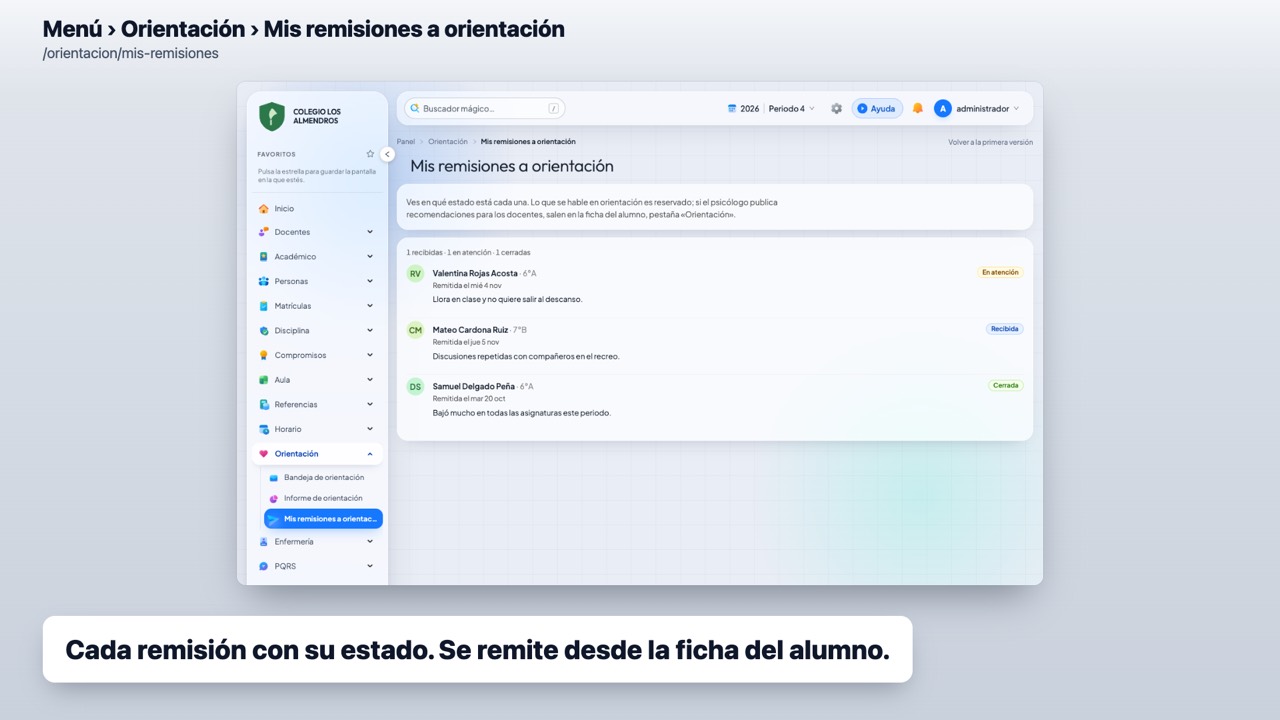 Menú › Orientación › Mis remisiones a orientación
/orientacion/mis-remisiones
COLEGIO LOS
ALMENDROS
FAVORITOS
Pulsa la estrella para guardar la pantalla
en la que estés.
Inicio
Docentes
Académico
Personas
Matrículas
Disciplina
Compromisos
Aula
Referencias
Horario
Orientación
Bandeja de orientación
Informe de orientación
Mis remisiones a orientac...
Enfermería
PQRS
Buscador mágico...
/
2026
Periodo 4
Ayuda
A
administrador
Panel › Orientación › Mis remisiones a orientación
Volver a la primera versión
Mis remisiones a orientación
Ves en qué estado está cada una. Lo que se hable en orientación es reservado; si el psicólogo publica
recomendaciones para los docentes, salen en la ficha del alumno, pestaña «Orientación».
1 recibidas · 1 en atención · 1 cerradas
RV
Valentina Rojas Acosta · 6°A
En atención
Remitida el mié 4 nov
Llora en clase y no quiere salir al descanso.
CM
Mateo Cardona Ruiz · 7°B
Recibida
Remitida el jue 5 nov
Discusiones repetidas con compañeros en el recreo.
DS
Samuel Delgado Peña · 6°A
Cerrada
Remitida el mar 20 oct
Bajó mucho en todas las asignaturas este periodo.
Cada remisión con su estado. Se remite desde la ficha del alumno.